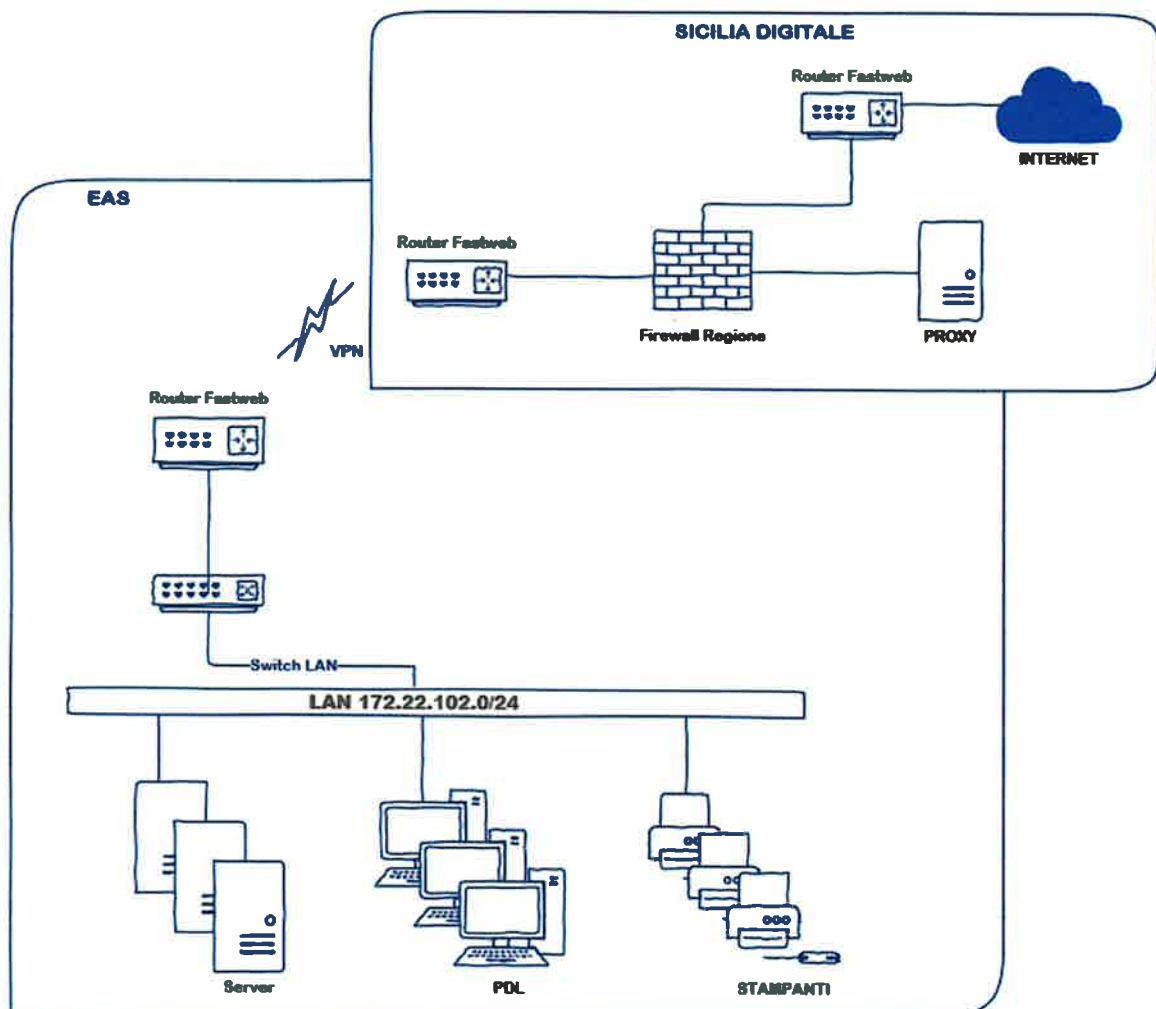 SICILIA DIGITALE
Router Fastweb
INTERNET
EAS
Router Fastweb
Firewall Regione
PROXY
VPN
Router Fastweb
Switch LAN
LAN 172.22.102.0/24
Server
PDL
STAMPANTI